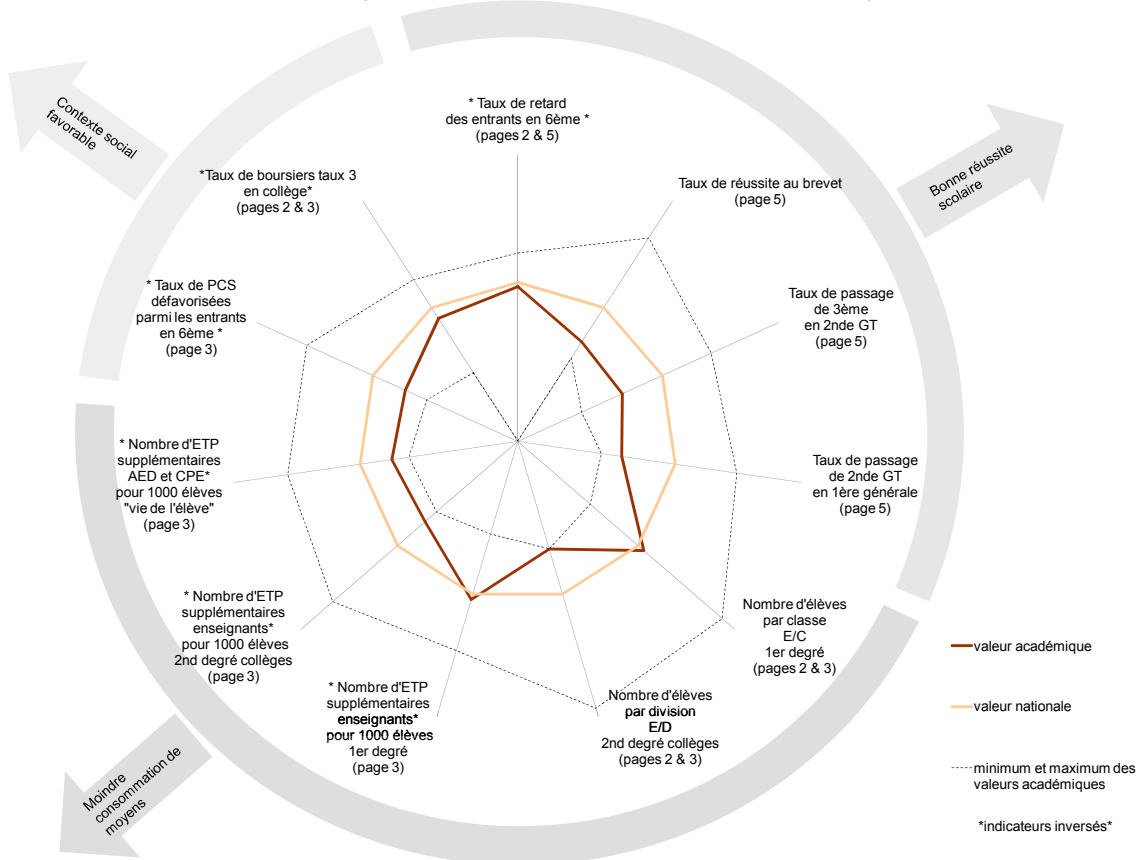 * Taux de retard
des entrants en 6ème *
(pages 2 & 5)
Taux de réussite au brevet
(page 5)
Taux de passage
de 3ème
en 2nde GT
(page 5)
Taux de passage
de 2nde GT
en 1ère générale
(page 5)
Nombre d'élèves
par classe
E/C
1er degré
(pages 2 & 3)
Nombre d'élèves
par division
E/D
2nd degré collèges
(pages 2 & 3)
* Nombre d'ETP
supplémentaires
enseignants*
pour 1000 élèves
1er degré
(page 3)
* Nombre d'ETP
supplémentaires
enseignants*
pour 1000 élèves
2nd degré collèges
(page 3)
* Nombre d'ETP
supplémentaires
AED et CPE*
pour 1000 élèves
"vie de l'élève"
(page 3)
* Taux de PCS
défavorisées
parmi les entrants
en 6ème *
(page 3)
*Taux de boursiers taux 3
en collège*
(pages 2 & 3)
Contexte social
favorable
Bonne réussite
scolaire
Moindre
consommation de
moyens
valeur académique
valeur nationale
minimum et maximum des
valeurs académiques
*indicateurs inversés*